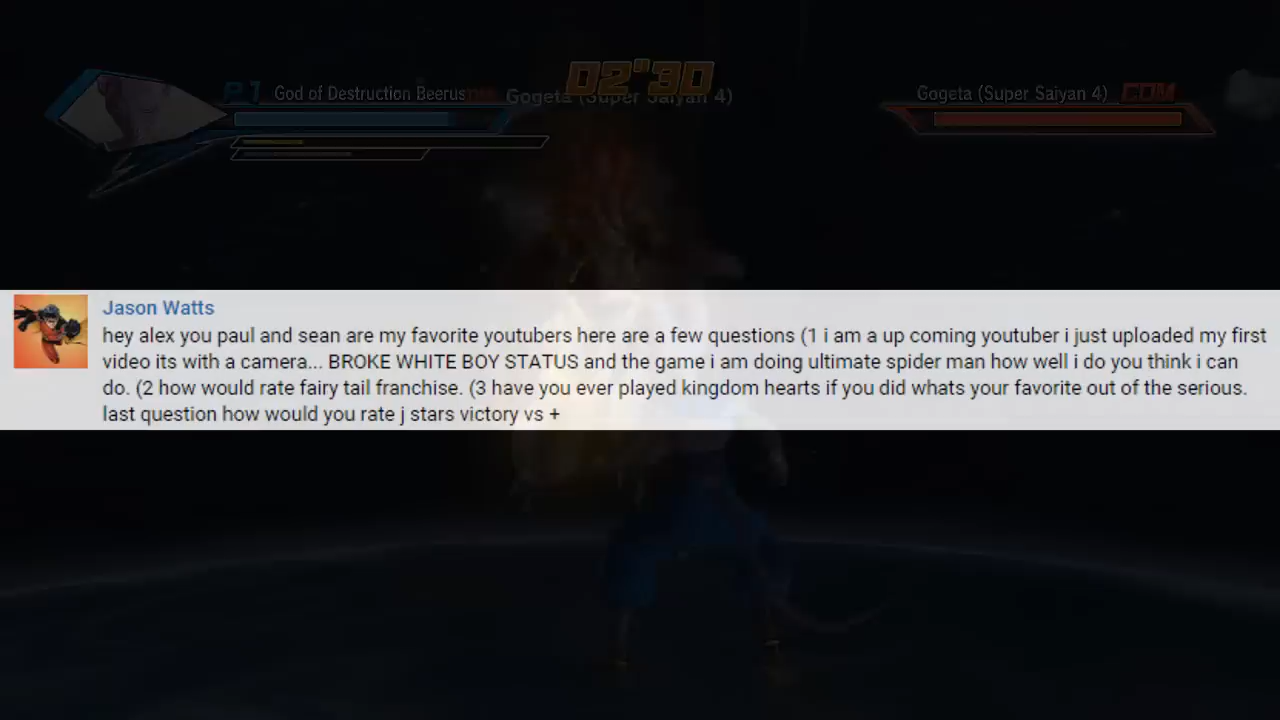 02"30
P1 God of Destruction Beerus
Gogeta (Super Saiyan 4)
Gogeta (Super Saiyan 4) COM
Jason Watts
hey alex you paul and sean are my favorite youtubers here are a few questions (1 i am a up coming youtuber i just uploaded my first
video its with a camera... BROKE WHITE BOY STATUS and the game i am doing ultimate spider man how well i do you think i can
do. (2 how would rate fairy tail franchise. (3 have you ever played kingdom hearts if you did whats your favorite out of the serious.
last question how would you rate j stars victory vs +